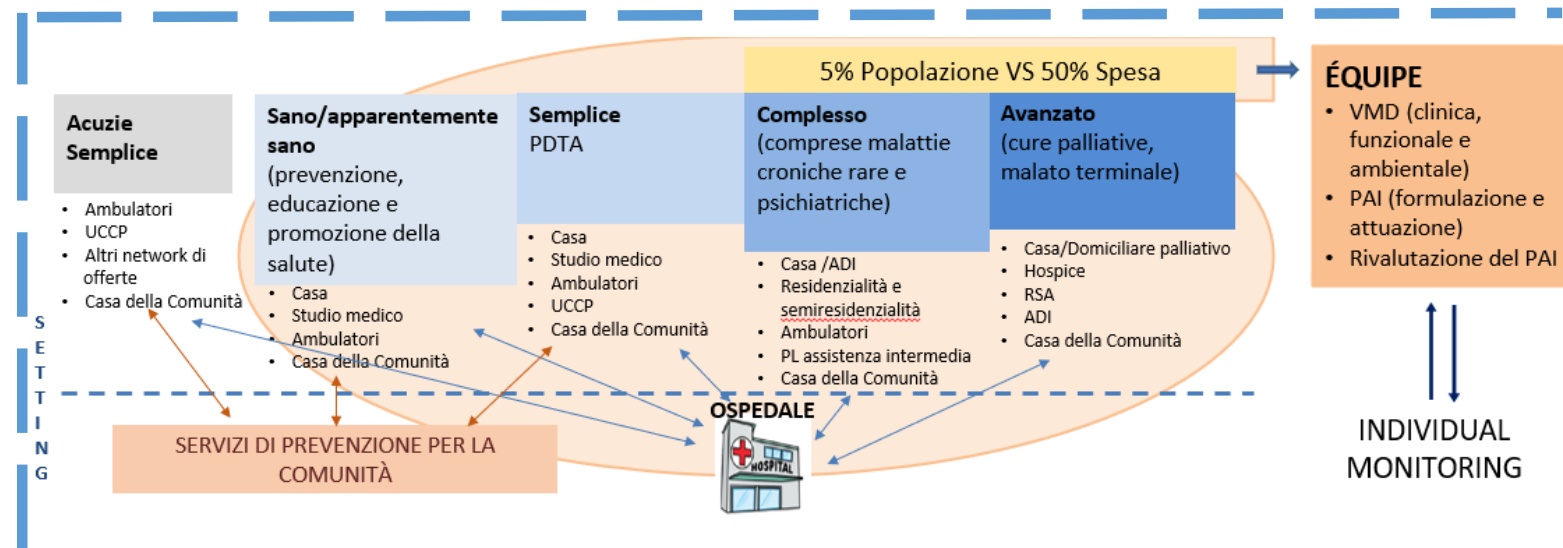 5% Popolazione VS 50% Spesa
Acuzie
Semplice
• Ambulatori
• UCCP
• Altri network di
offerte
• Casa della Comunità
Sano/apparentemente
sano
(prevenzione,
educazione e
promozione della
salute)
• Casa
• Studio medico
• Ambulatori
• Casa della Comunità
Semplice
PDTA
• Casa
• Studio medico
• Ambulatori
• UCCP
• Casa della Comunità
Complesso
(comprese malattie
croniche rare e
psichiatriche)
• Casa /ADI
• Residenzialità e
semiresidenzialità
• Ambulatori
• PL assistenza intermedia
• Casa della Comunità
Avanzato
(cure palliative,
malato terminale)
• Casa/Domiciliare palliativo
• Hospice
• RSA
• ADI
• Casa della Comunità
ÉQUIPE
• VMD (clinica,
funzionale e
ambientale)
• PAI (formulazione e
attuazione)
• Rivalutazione del PAI
INDIVIDUAL
MONITORING
SETTING
SERVIZI DI PREVENZIONE PER LA
COMUNITÀ
OSPEDALE
HOSPITAL